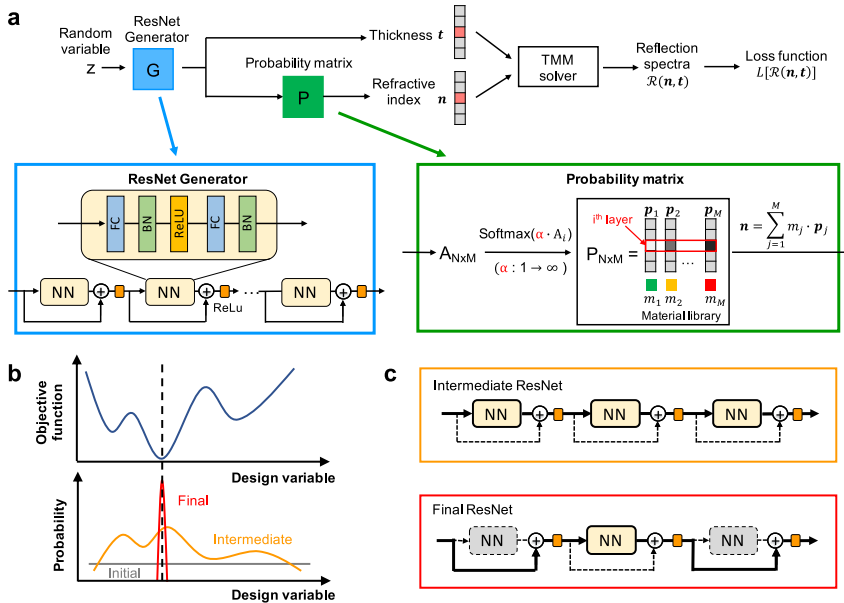 a
Random
variable
z
ResNet
Generator
G
Probability matrix
P
Thickness t
Refractive
index n
TMM
solver
Reflection
spectra
ℛ(n, t)
Loss function
L[ℛ(n, t)]
ResNet Generator
FC
BN
ReLU
FC
BN
NN
+
NN
+
...
NN
+
ReLu
Probability matrix
A_NxM
Softmax(α · A_i)
(α : 1 → ∞)
i^th layer
p_1 p_2 p_M
P_NxM =
...
m_1 m_2 m_M
Material library
n = ∑_{j=1}^{M} m_j · p_j
b
Objective
function
Design variable
Probability
Final
Intermediate
Initial
Design variable
c
Intermediate ResNet
NN
+
NN
+
NN
+
Final ResNet
NN
+
NN
+
NN
+